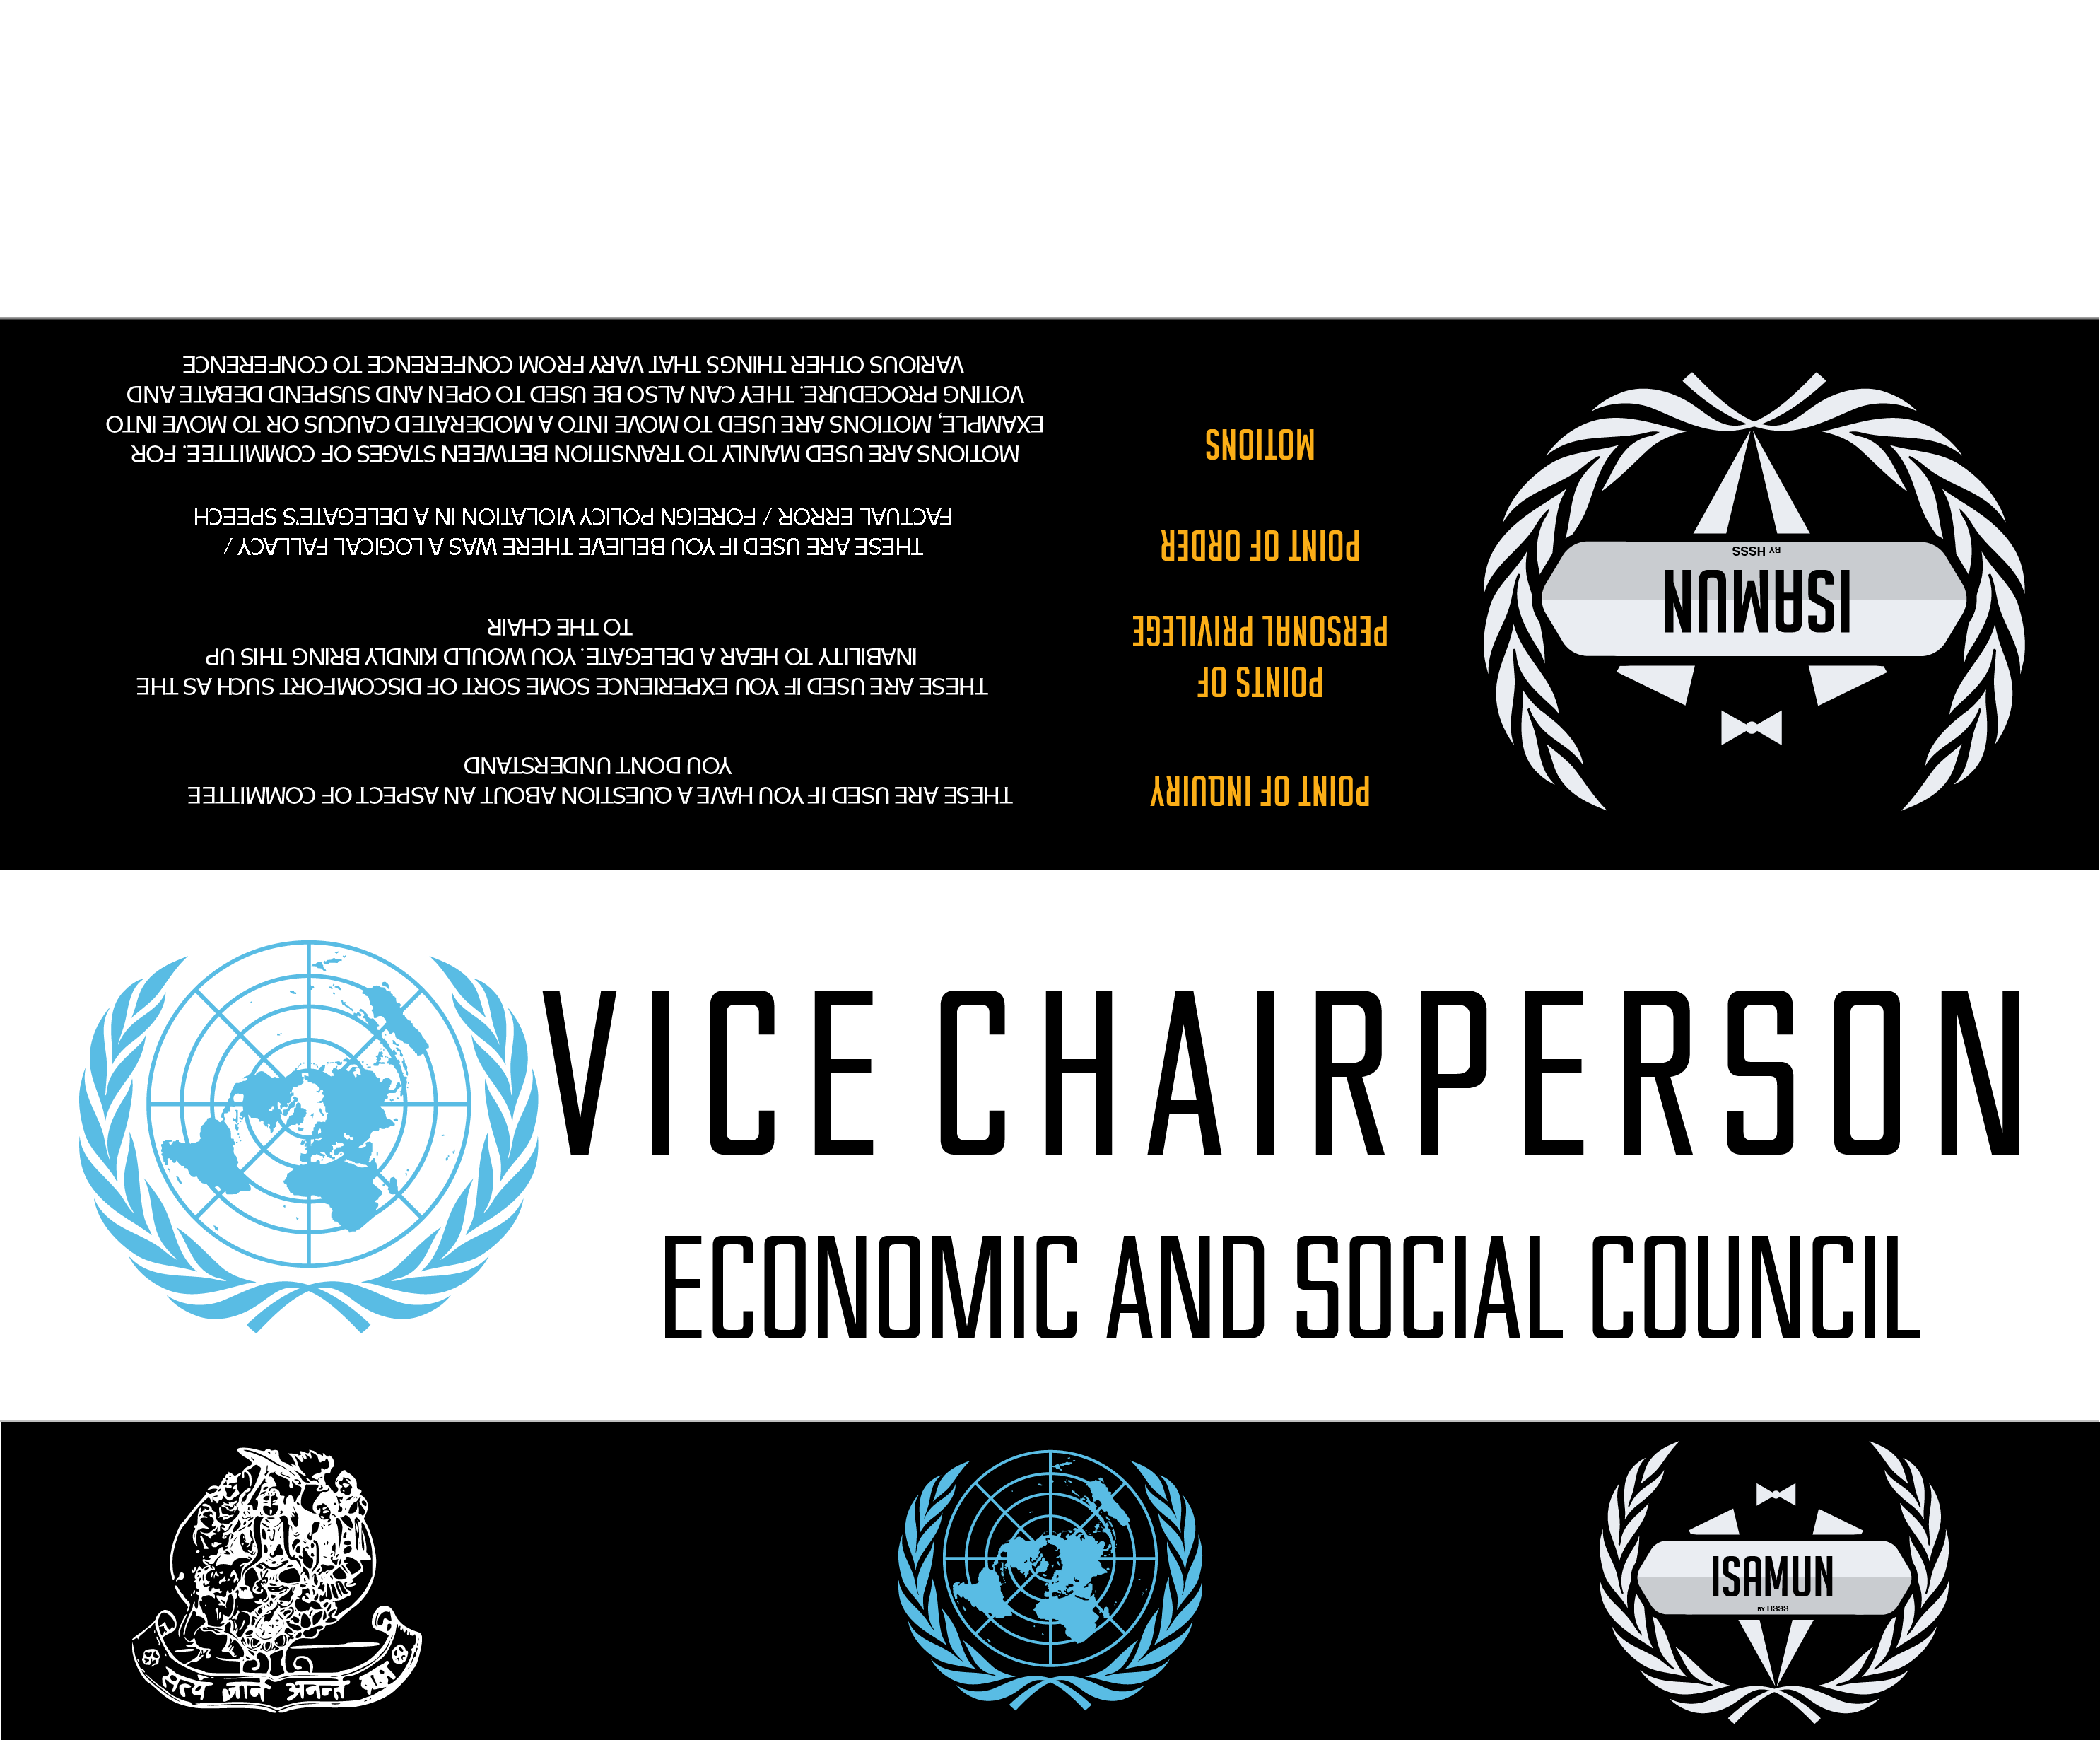 POINT OF INQUIRY
THESE ARE USED IF YOU HAVE A QUESTION ABOUT AN ASPECT OF COMMITTEE
YOU DON'T UNDERSTAND
POINTS OF
PERSONAL PRIVILEGE
THESE ARE USED IF YOU EXPERIENCE SOME SORT OF DISCOMFORT SUCH AS THE
INABILITY TO HEAR A DELEGATE. YOU WOULD KINDLY BRING THIS UP
TO THE CHAIR
POINT OF ORDER
THESE ARE USED IF YOU BELIEVE THERE WAS A LOGICAL FALLACY /
FACTUAL ERROR / FOREIGN POLICY VIOLATION IN A DELEGATE'S SPEECH
MOTIONS
MOTIONS ARE USED MAINLY TO TRANSITION BETWEEN STAGES OF COMMITTEE. FOR
EXAMPLE, MOTIONS ARE USED TO MOVE INTO A MODERATED CAUCUS OR TO MOVE INTO
VOTING PROCEDURE. THEY CAN ALSO BE USED TO OPEN AND SUSPEND DEBATE AND
VARIOUS OTHER THINGS THAT VARY FROM CONFERENCE TO CONFERENCE
ISAMUN
BY HSSS
VICE CHAIRPERSON
ECONOMIC AND SOCIAL COUNCIL
सत्यं ज्ञानं अनन्तं ब्रह्म
ISAMUN
BY HSSS